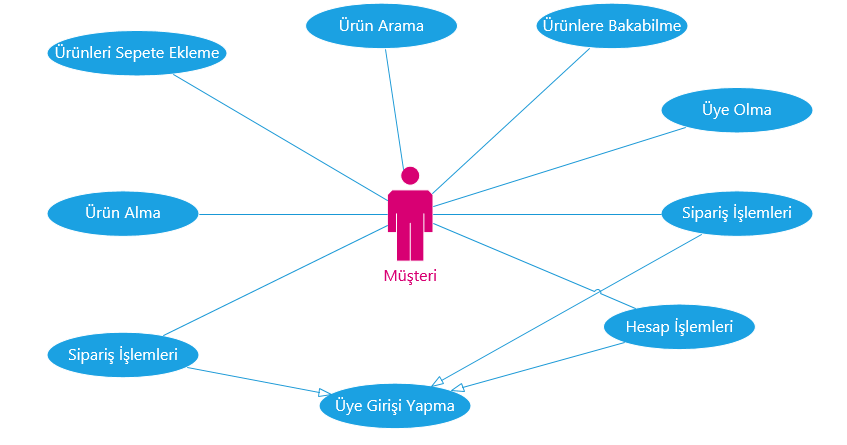 Ürün Arama
Ürünlere Bakabilme
Ürünleri Sepete Ekleme
Üye Olma
Ürün Alma
Sipariş İşlemleri
Müşteri
Hesap İşlemleri
Sipariş İşlemleri
Üye Girişi Yapma